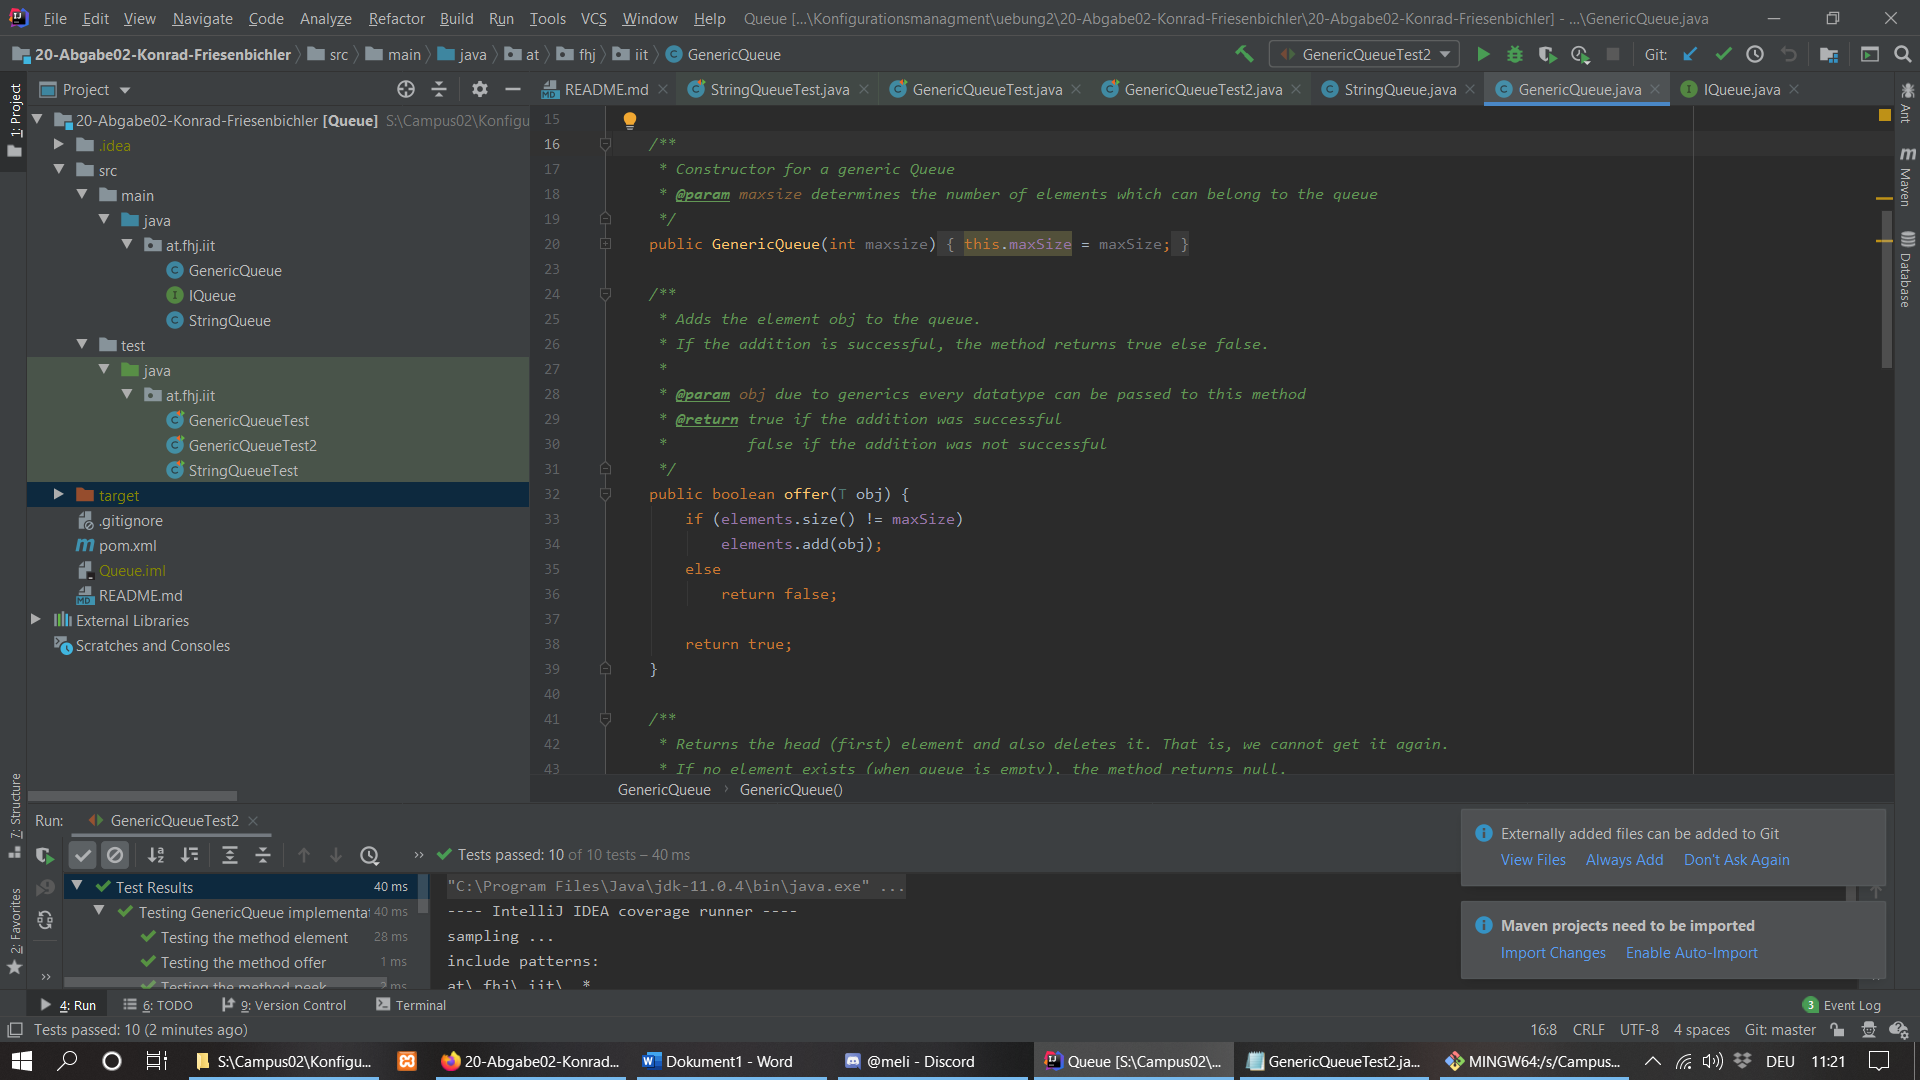 File Edit View Navigate Code Analyze Refactor Build Run Tools VCS Window Help Queue [...\Konfigurationsmanagment\uebung2\20-Abgabe02-Konrad-Friesenbichler\20-Abgabe02-Konrad-Friesenbichler] - ...\GenericQueue.java
20-Abgabe02-Konrad-Friesenbichler src main java at fhj iit GenericQueue GenericQueueTest2 Git:
Project README.md StringQueueTest.java GenericQueueTest.java GenericQueueTest2.java StringQueue.java GenericQueue.java IQueue.java
1: Project
7: Structure
2: Favorites
Ant
Maven
Database
20-Abgabe02-Konrad-Friesenbichler [Queue] S:\Campus02\Konfigu
.idea
src
main
java
at.fhj.iit
GenericQueue
IQueue
StringQueue
test
java
at.fhj.iit
GenericQueueTest
GenericQueueTest2
StringQueueTest
target
.gitignore
pom.xml
Queue.iml
README.md
External Libraries
Scratches and Consoles
15
16 /**
17 * Constructor for a generic Queue
18 * @param maxsize determines the number of elements which can belong to the queue
19 */
20 public GenericQueue(int maxsize) { this.maxSize = maxSize; }
23
24 /**
25 * Adds the element obj to the queue.
26 * If the addition is successful, the method returns true else false.
27 *
28 * @param obj due to generics every datatype can be passed to this method
29 * @return true if the addition was successful
30 * false if the addition was not successful
31 */
32 public boolean offer(T obj) {
33 if (elements.size() != maxSize)
34 elements.add(obj);
35 else
36 return false;
37
38 return true;
39 }
40
41 /**
42 * Returns the head (first) element and also deletes it. That is, we cannot get it again.
43 * If no element exists (when queue is empty), the method returns null.
GenericQueue GenericQueue()
Run: GenericQueueTest2
Tests passed: 10 of 10 tests – 40 ms
Test Results 40 ms
Testing GenericQueue implementa 40 ms
Testing the method element 28 ms
Testing the method offer 1 ms
Testing the method peek 2 ms
"C:\Program Files\Java\jdk-11.0.4\bin\java.exe" ...
---- IntelliJ IDEA coverage runner ----
sampling ...
include patterns:
at\.fhj\.iit\..*
Externally added files can be added to Git
View Files Always Add Don't Ask Again
Maven projects need to be imported
Import Changes Enable Auto-Import
4: Run 6: TODO 9: Version Control Terminal 3 Event Log
Tests passed: 10 (2 minutes ago) 16:8 CRLF UTF-8 4 spaces Git: master
S:\Campus02\Konfigu... 20-Abgabe02-Konrad... Dokument1 - Word @meli - Discord Queue [S:\Campus02\... GenericQueueTest2.ja... MINGW64:/s/Campus... DEU 11:21